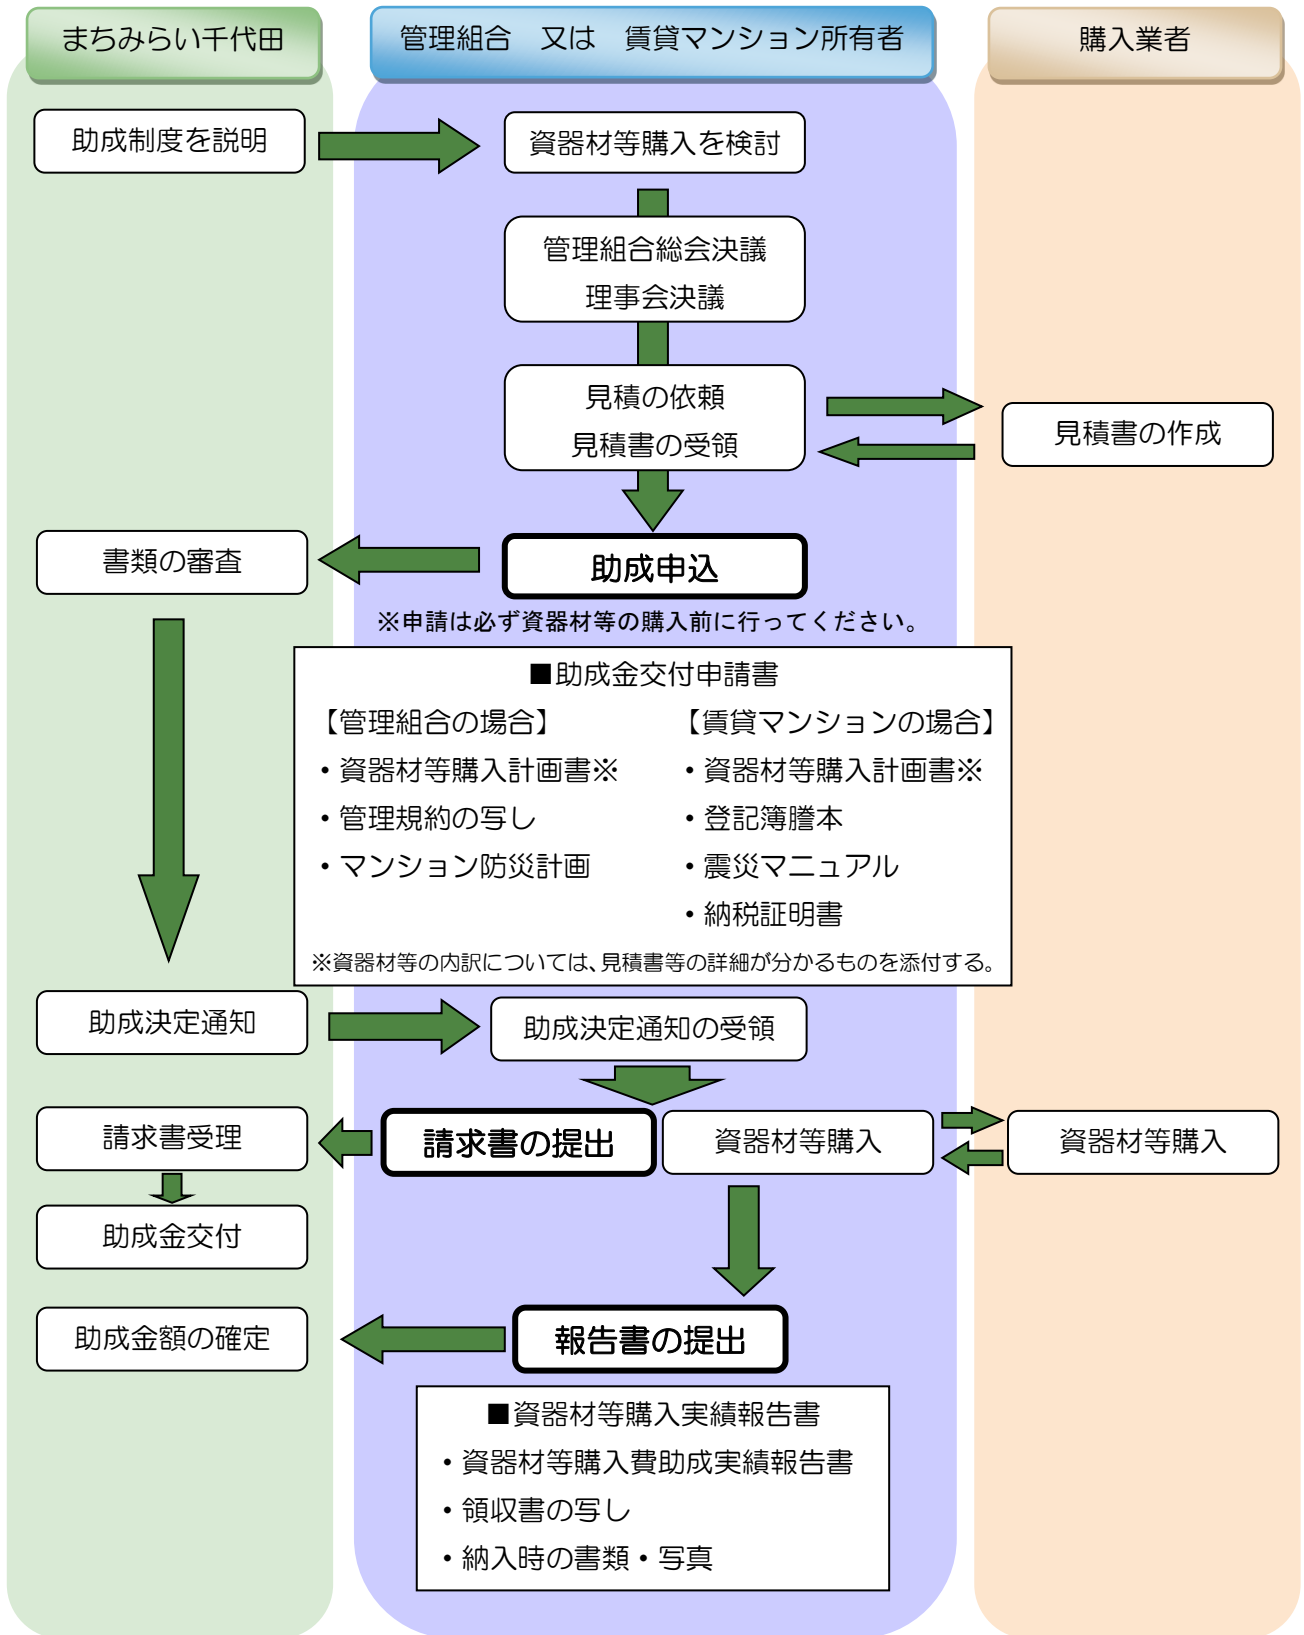 まちみらい千代田
管理組合　又は　賃貸マンション所有者
購入業者
助成制度を説明
資器材等購入を検討
管理組合総会決議
理事会決議
見積の依頼
見積書の受領
見積書の作成
書類の審査
助成申込
※申請は必ず資器材等の購入前に行ってください。
■助成金交付申請書
【管理組合の場合】
・資器材等購入計画書※
・管理規約の写し
・マンション防災計画
【賃貸マンションの場合】
・資器材等購入計画書※
・登記簿謄本
・震災マニュアル
・納税証明書
※資器材等の内訳については、見積書等の詳細が分かるものを添付する。
助成決定通知
助成決定通知の受領
請求書受理
請求書の提出
資器材等購入
資器材等購入
助成金交付
助成金額の確定
報告書の提出
■資器材等購入実績報告書
・資器材等購入費助成実績報告書
・領収書の写し
・納入時の書類・写真